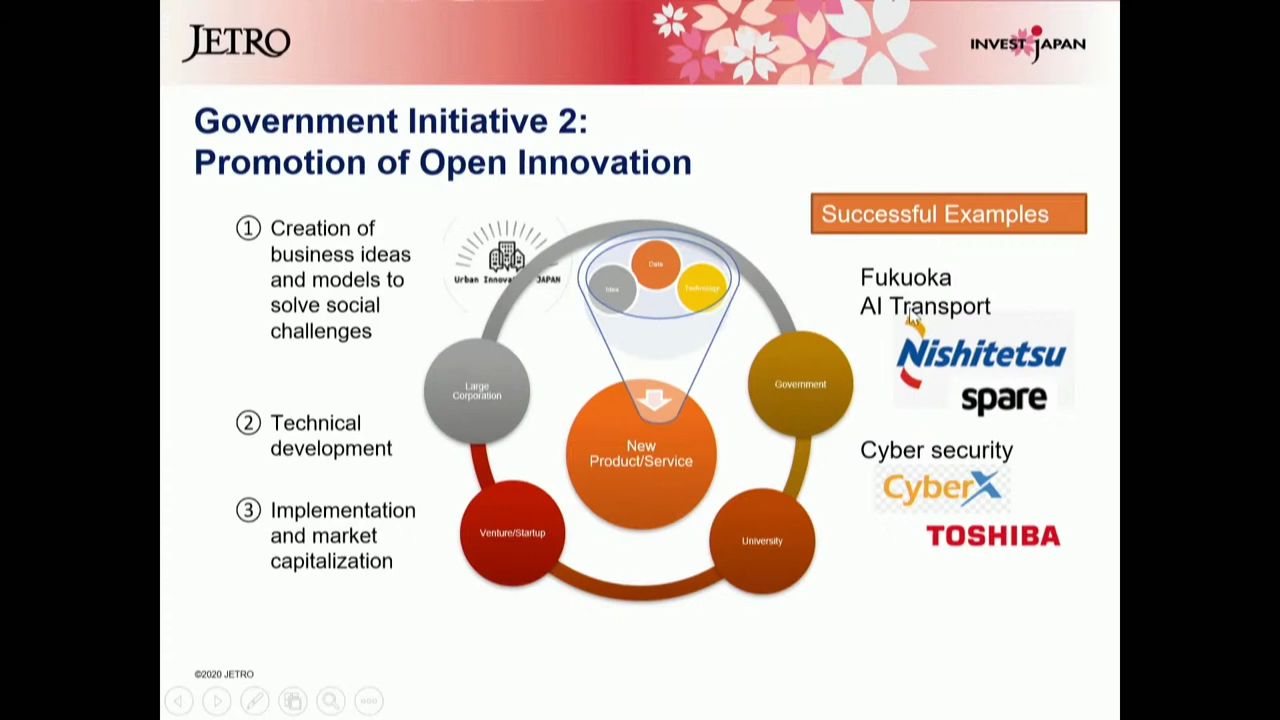 JETRO
INVEST JAPAN
Government Initiative 2:
Promotion of Open Innovation
① Creation of
business ideas
and models to
solve social
challenges
② Technical
development
③ Implementation
and market
capitalization
Urban Innovation JAPAN
Data
Idea
Technology
Large
Corporation
Government
New
Product/Service
Venture/Startup
University
Successful Examples
Fukuoka
AI Transport
Nishitetsu
spare
Cyber security
CyberX
TOSHIBA
©2020 JETRO